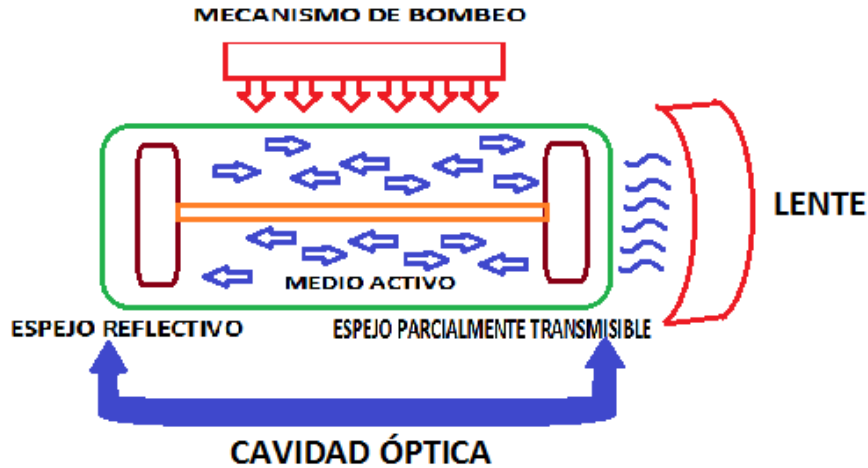 MECANISMO DE BOMBEO
LENTE
MEDIO ACTIVO
ESPEJO REFLECTIVO
ESPEJO PARCIALMENTE TRANSMISIBLE
CAVIDAD ÓPTICA